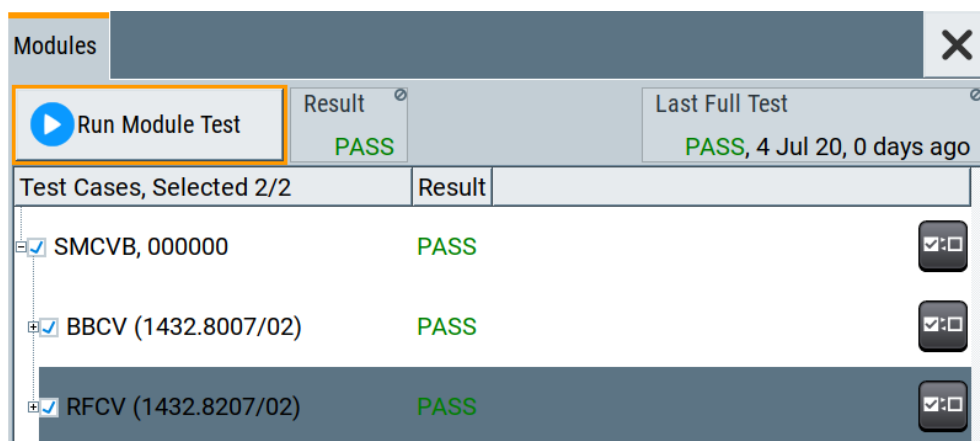 Modules
Run Module Test
Result
PASS
Last Full Test
PASS, 4 Jul 20, 0 days ago
Test Cases, Selected 2/2 Result
SMCVB, 000000 PASS
BBCV (1432.8007/02) PASS
RFCV (1432.8207/02) PASS